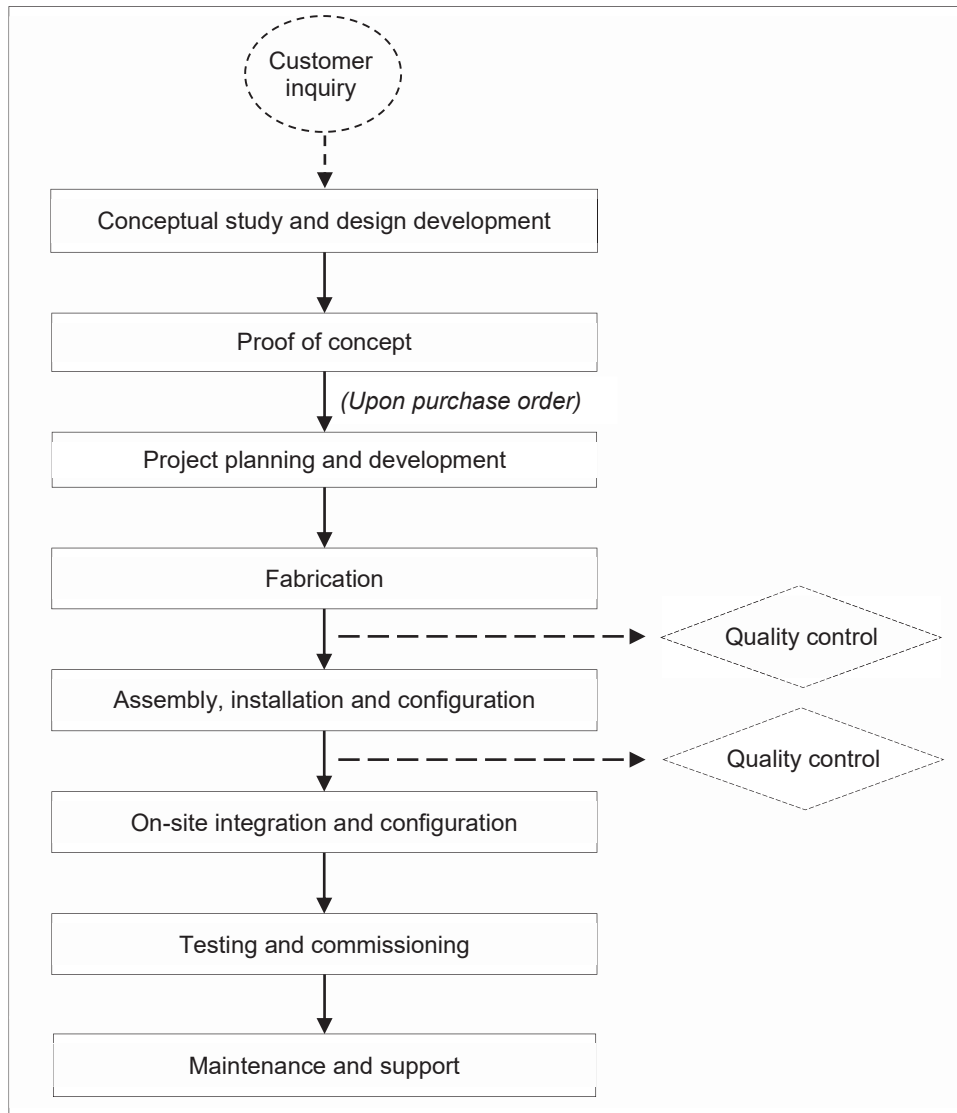 Customer
inquiry
Conceptual study and design development
Proof of concept
(Upon purchase order)
Project planning and development
Fabrication
Quality control
Assembly, installation and configuration
Quality control
On-site integration and configuration
Testing and commissioning
Maintenance and support